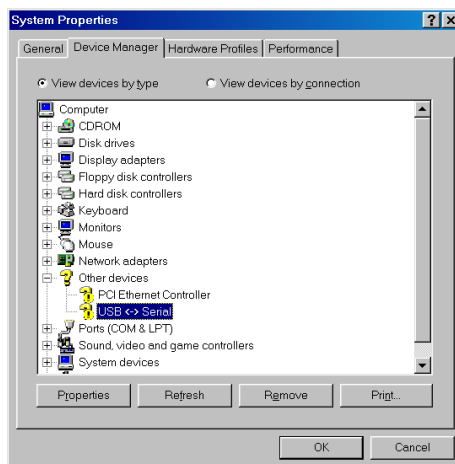 System Properties
General Device Manager Hardware Profiles Performance
View devices by type View devices by connection
Computer
CDROM
Disk drives
Display adapters
Floppy disk controllers
Hard disk controllers
Keyboard
Monitors
Mouse
Network adapters
Other devices
PCI Ethernet Controller
USB <-> Serial
Ports (COM & LPT)
Sound, video and game controllers
System devices
Properties Refresh Remove Print...
OK Cancel